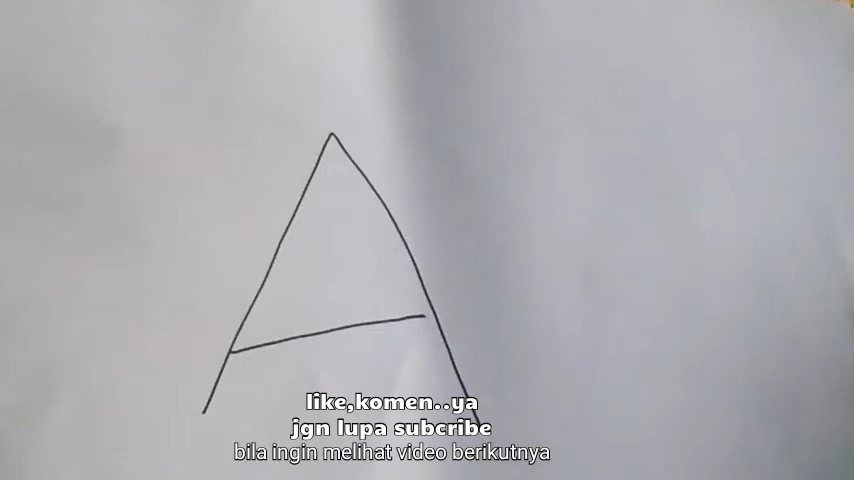 A
like,komen..ya
jgn lupa subcribe
bila ingin melihat video berikutnya